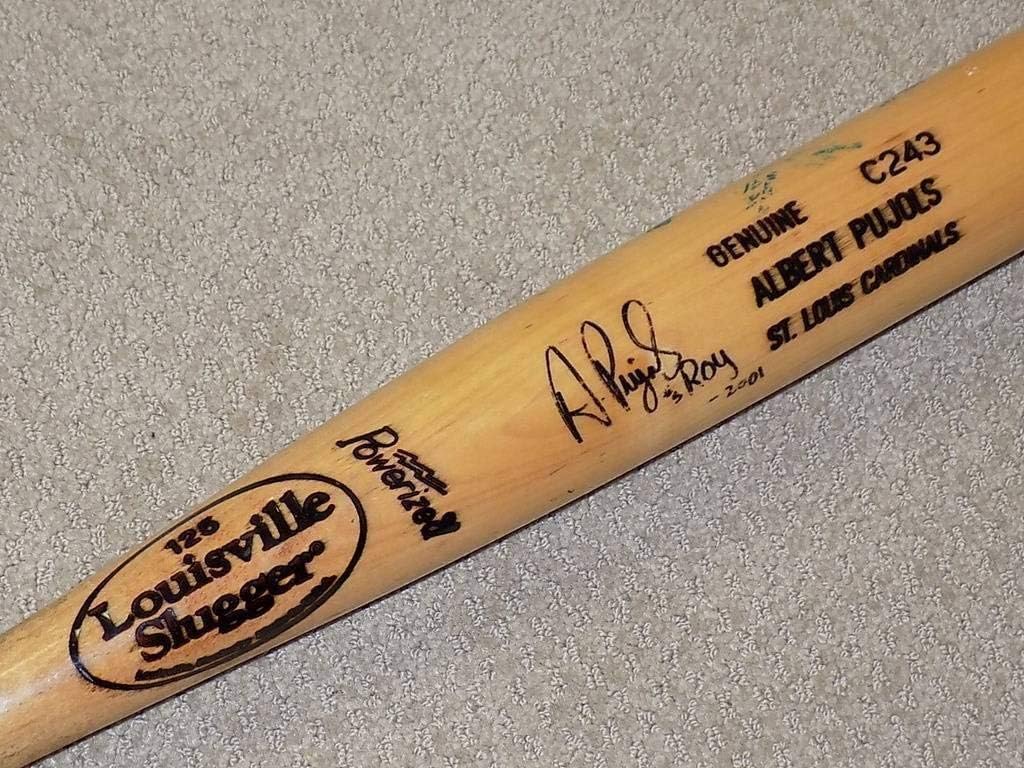 125
Louisville
Slugger
Powerized
A Pujols
#5 ROY
- 2001
C243
GENUINE
ALBERT PUJOLS
ST. LOUIS CARDINALS